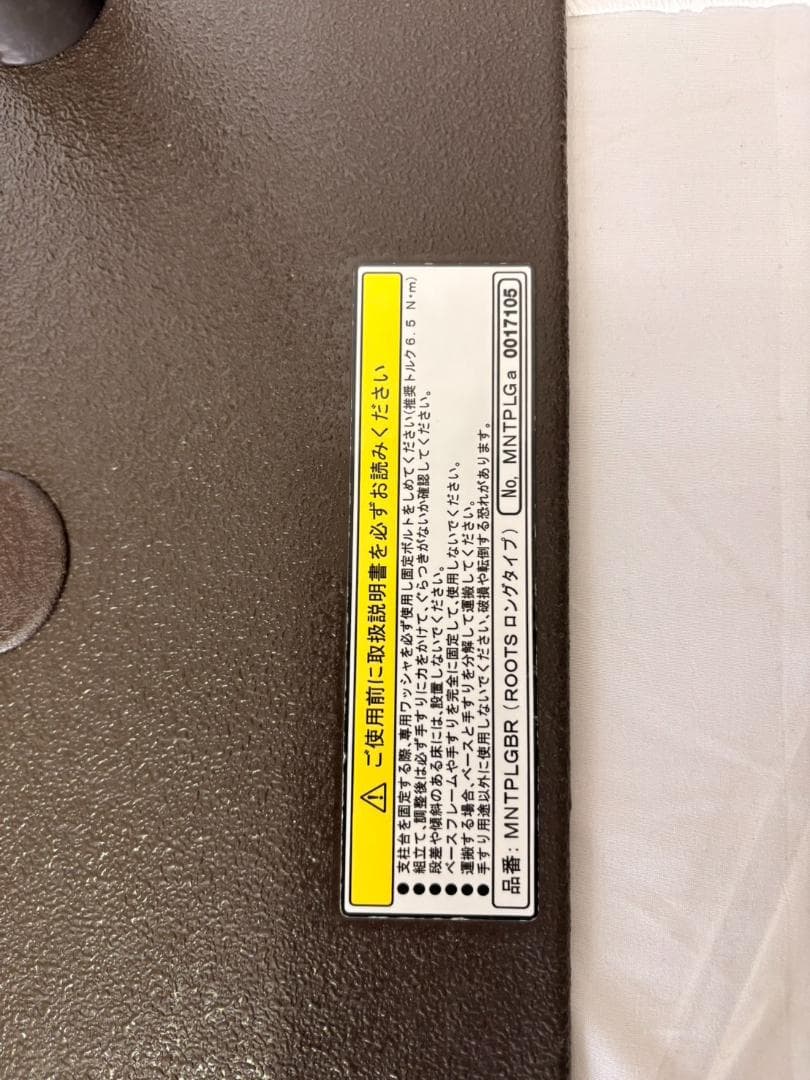 ⚠ ご使用前に取扱説明書を必ずお読みください
●支柱台を固定する際、専用ワッシャを必ず使用し固定ボルトをしめてください(推奨トルク6.5 N・m)
●組立て、調整後は必ず手すりに力をかけて、ぐらつきがないか確認してください。
●段差や傾斜のある床には、設置しないでください。
●ベースフレームや手すりを完全に固定して、使用しないでください。
●運搬する場合、ベースと手すりを分解して運搬してください。
●手すり用途以外に使用しないでください、破損や転倒する恐れがあります。
品番：MNTPLGBR（ROOTS ロングタイプ）
No, MNTPLGa 0017105